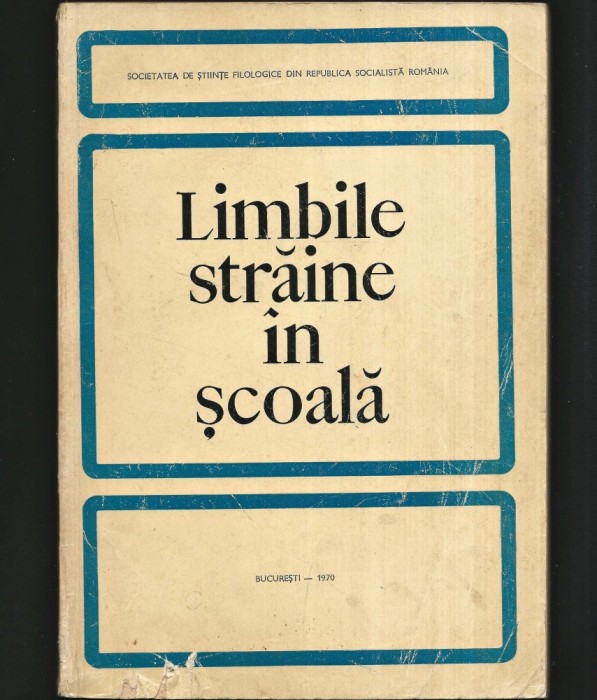 SOCIETATEA DE ȘTIINȚE FILOLOGICE DIN REPUBLICA SOCIALISTĂ ROMÂNIA
Limbile
străine
în
școală
BUCUREȘTI — 1970